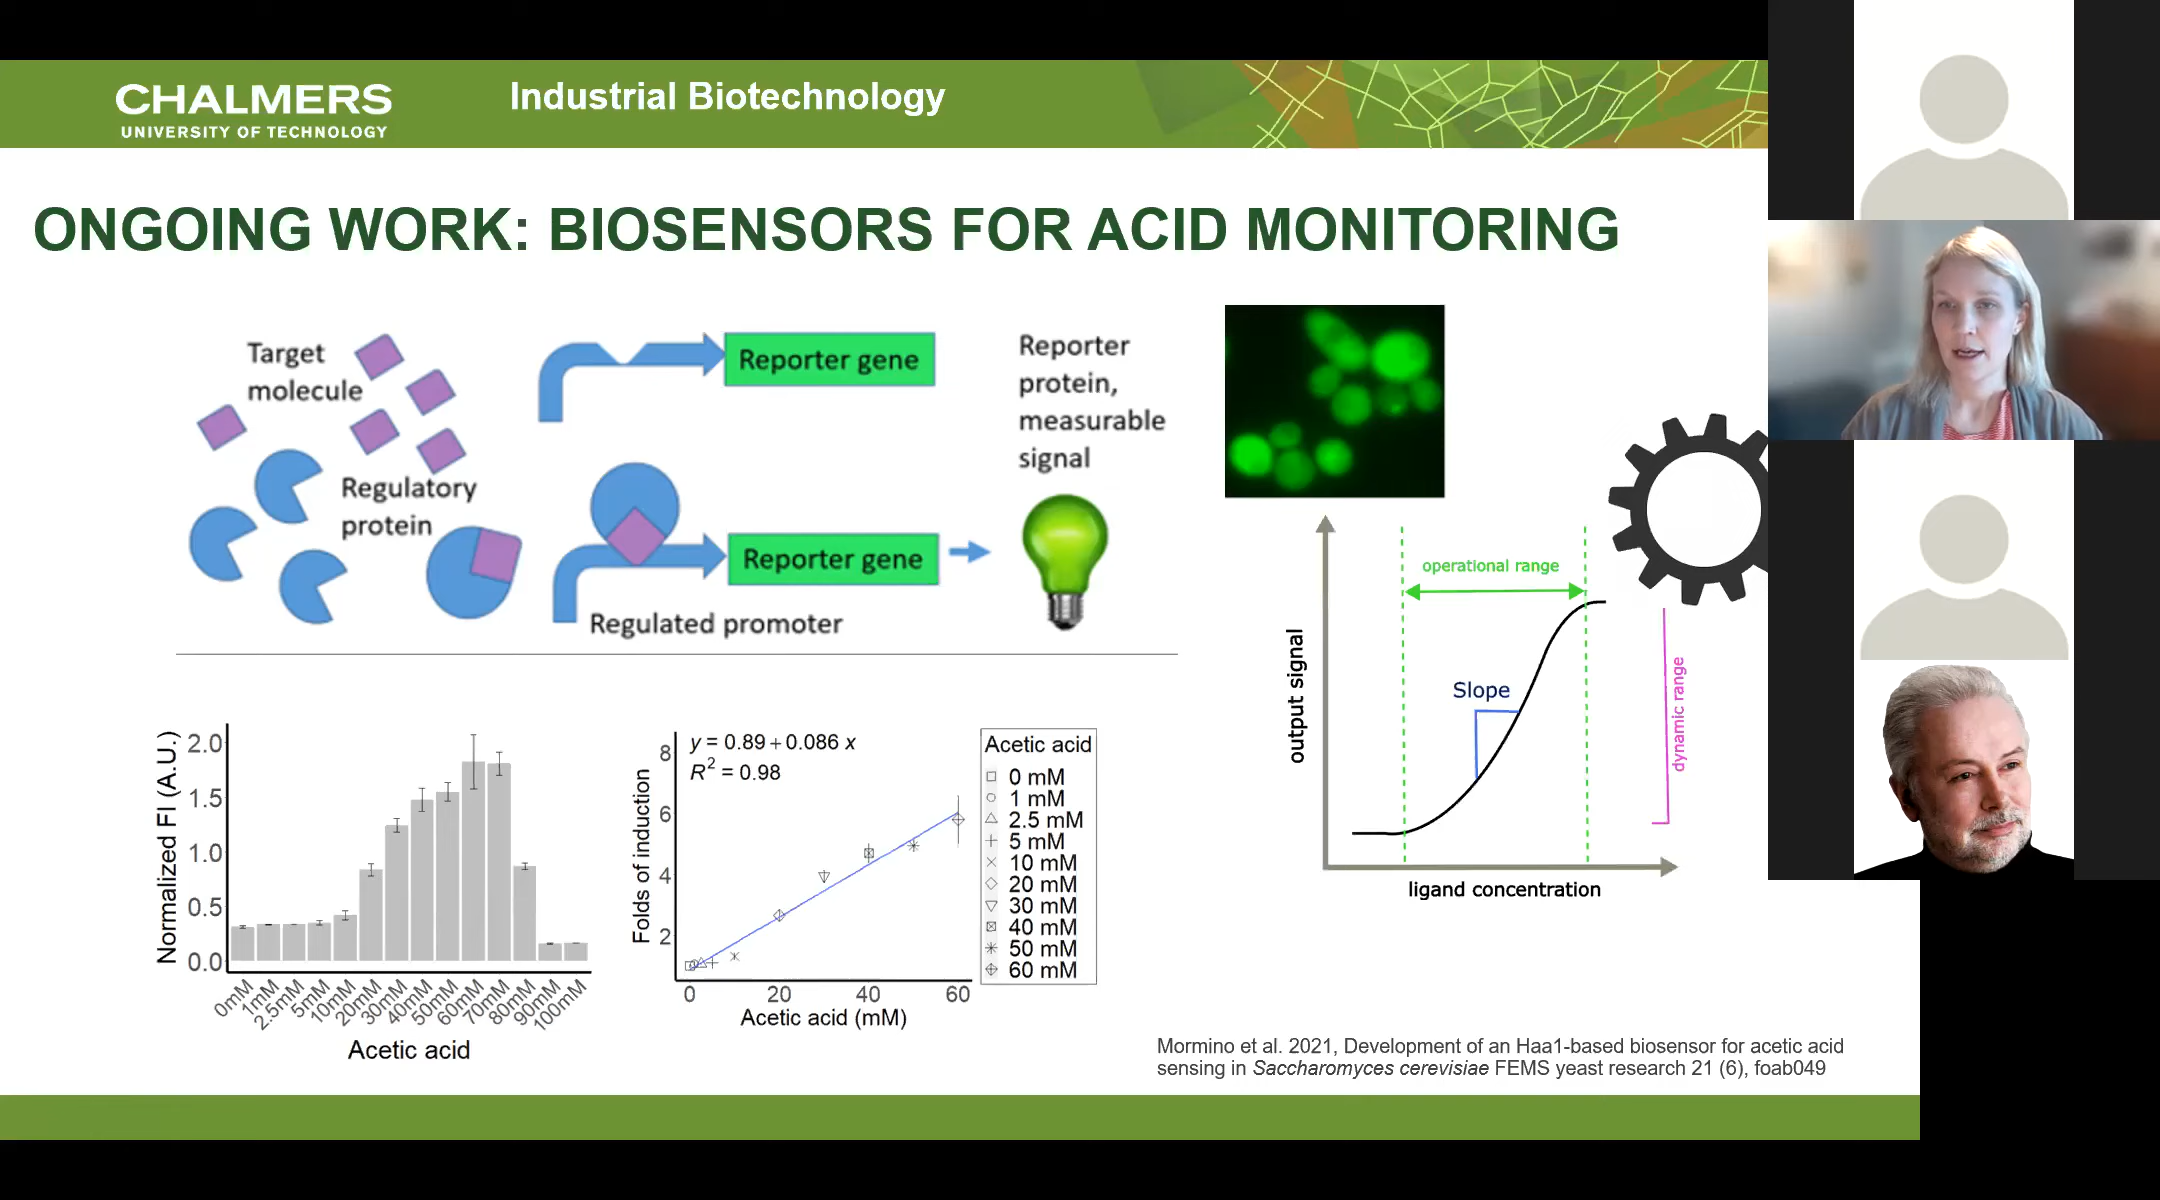 CHALMERS
UNIVERSITY OF TECHNOLOGY
Industrial Biotechnology
ONGOING WORK: BIOSENSORS FOR ACID MONITORING
Target
molecule
Regulatory
protein
Reporter gene
Reporter gene
Regulated promoter
Reporter
protein,
measurable
signal
operational range
output signal
Slope
dynamic range
ligand concentration
Normalized FI (A.U.)
2.0
1.5
1.0
0.5
0.0
0mM
1mM
2.5mM
5mM
10mM
20mM
30mM
40mM
50mM
60mM
70mM
80mM
90mM
100mM
Acetic acid
Folds of induction
y = 0.89 + 0.086 x
R² = 0.98
8
6
4
2
0
20
40
60
Acetic acid (mM)
Acetic acid
0 mM
1 mM
2.5 mM
5 mM
10 mM
20 mM
30 mM
40 mM
50 mM
60 mM
Mormino et al. 2021, Development of an Haa1-based biosensor for acetic acid
sensing in Saccharomyces cerevisiae FEMS yeast research 21 (6), foab049